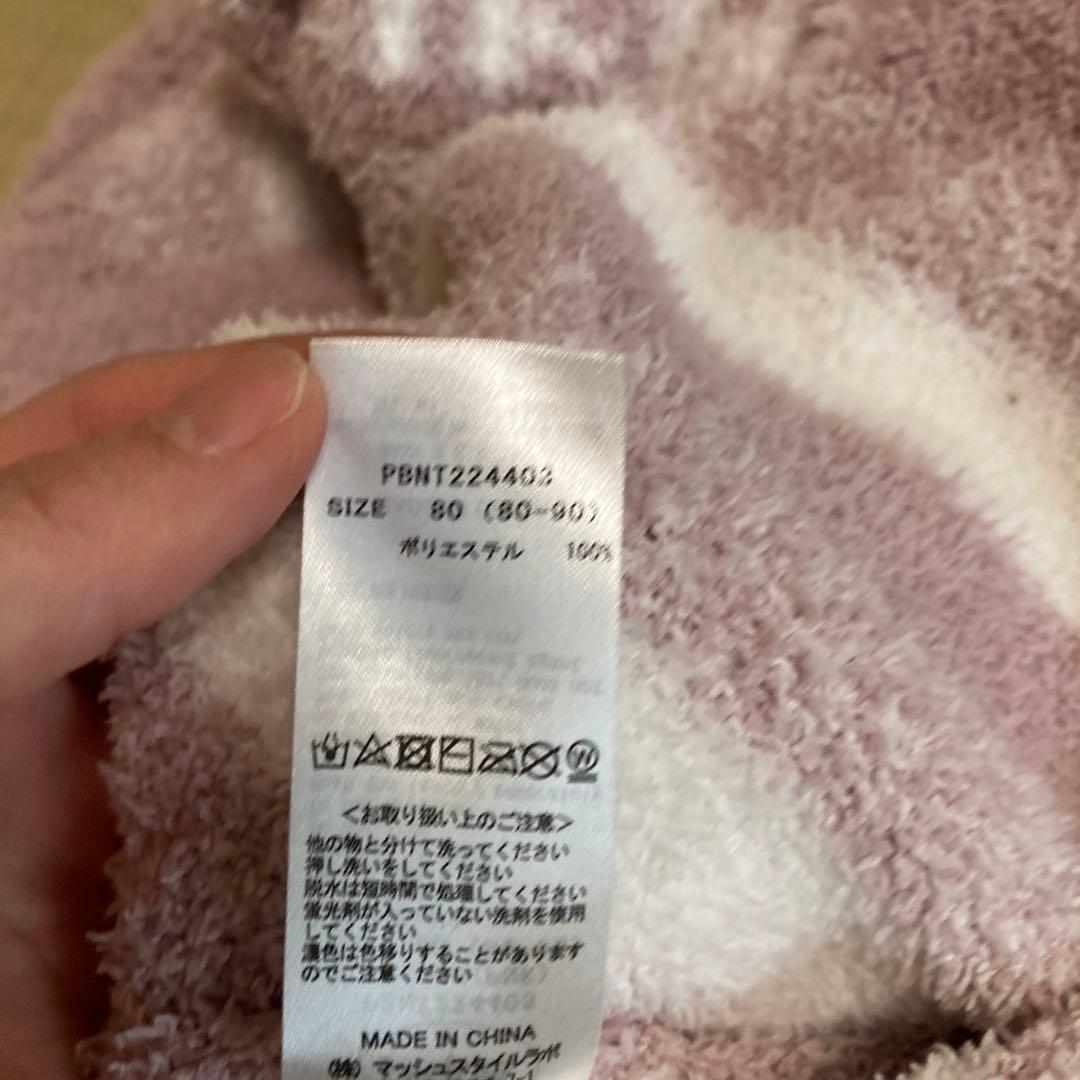 PBNT224403
SIZE 80 (80-90)
ポリエステル 100%
<お取り扱い上のご注意>
他の物と分けて洗ってください
押し洗いをしてください
脱水は短時間で処理してください
蛍光剤が入っていない洗剤を使用
してください
濃色は色移りすることがあります
のでご注意ください
MADE IN CHINA
(株) マッシュスタイルラボ